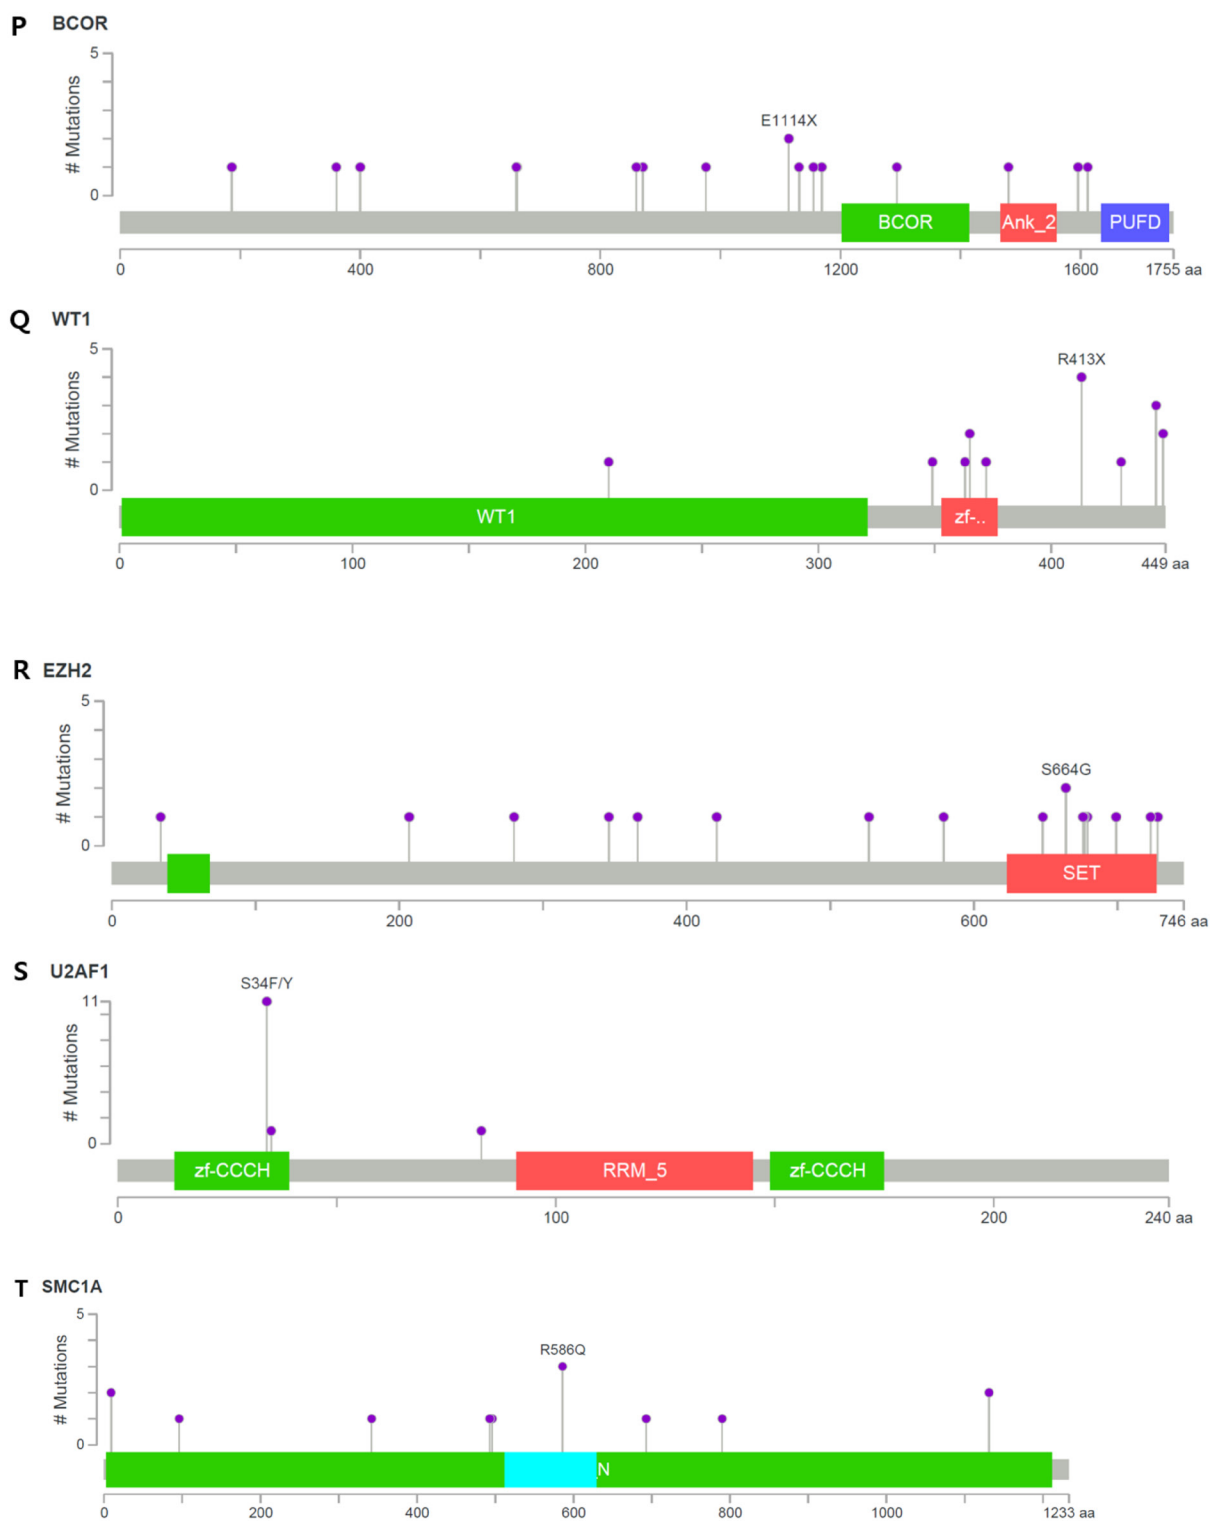 P BCOR
5
# Mutations
0
E1114X
BCOR Ank_2 PUFD
0 400 800 1200 1600 1755 aa
Q WT1
5
# Mutations
0
R413X
WT1 zf-..
0 100 200 300 400 449 aa
R EZH2
5
# Mutations
0
S664G
SET
0 200 400 600 746 aa
S U2AF1
S34F/Y
11
# Mutations
0
zf-CCCH RRM_5 zf-CCCH
0 100 200 240 aa
T SMC1A
5
# Mutations
0
R586Q
N
0 200 400 600 800 1000 1233 aa